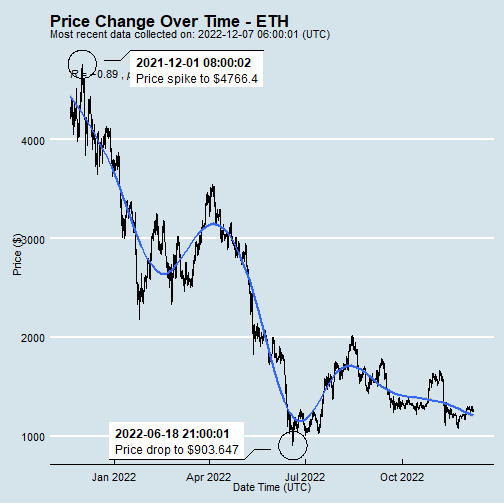 Price Change Over Time - ETH
Most recent data collected on: 2022-12-07 06:00:01 (UTC)
2021-12-01 08:00:02
Price spike to $4766.4
R = -0.89 ,
4000
3000
2000
1000
Price ($)
2022-06-18 21:00:01
Price drop to $903.647
Jan 2022
Apr 2022
Jul 2022
Oct 2022
Date Time (UTC)